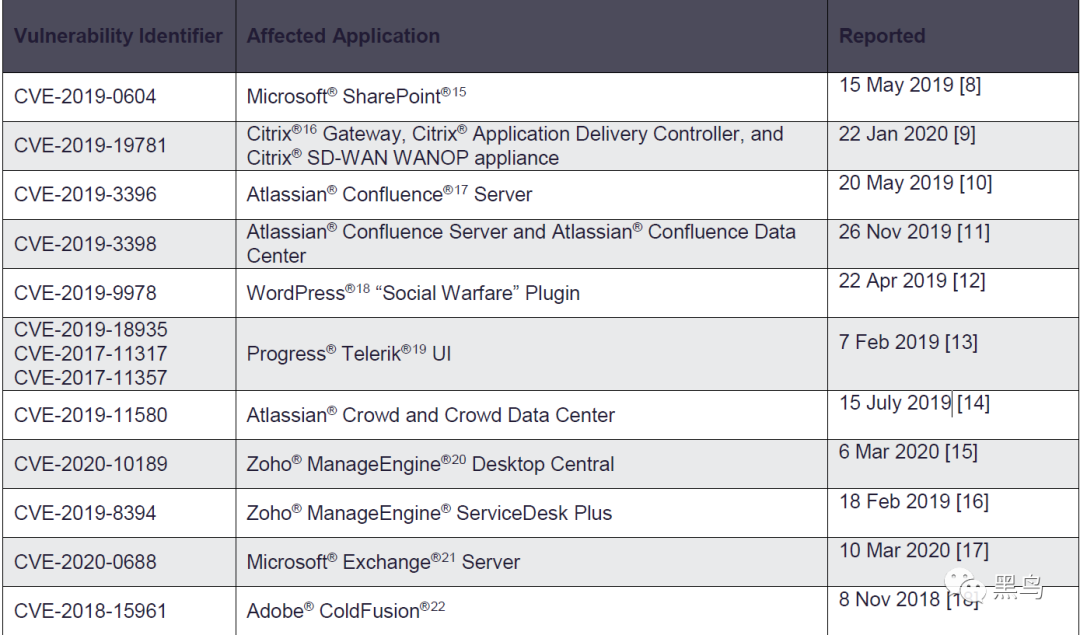 Vulnerability Identifier Affected Application Reported
CVE-2019-0604 Microsoft® SharePoint®15 15 May 2019 [8]
CVE-2019-19781 Citrix®16 Gateway, Citrix® Application Delivery Controller, and 22 Jan 2020 [9]
Citrix® SD-WAN WANOP appliance
CVE-2019-3396 Atlassian® Confluence®17 Server 20 May 2019 [10]
CVE-2019-3398 Atlassian® Confluence Server and Atlassian® Confluence Data 26 Nov 2019 [11]
Center
CVE-2019-9978 WordPress®18 “Social Warfare” Plugin 22 Apr 2019 [12]
CVE-2019-18935
CVE-2017-11317 Progress® Telerik®19 UI 7 Feb 2019 [13]
CVE-2017-11357
CVE-2019-11580 Atlassian® Crowd and Crowd Data Center 15 July 2019 [14]
CVE-2020-10189 Zoho® ManageEngine®20 Desktop Central 6 Mar 2020 [15]
CVE-2019-8394 Zoho® ManageEngine® ServiceDesk Plus 18 Feb 2019 [16]
CVE-2020-0688 Microsoft® Exchange®21 Server 10 Mar 2020 [17]
CVE-2018-15961 Adobe® ColdFusion®22 8 Nov 2018 [18]
黑鸟